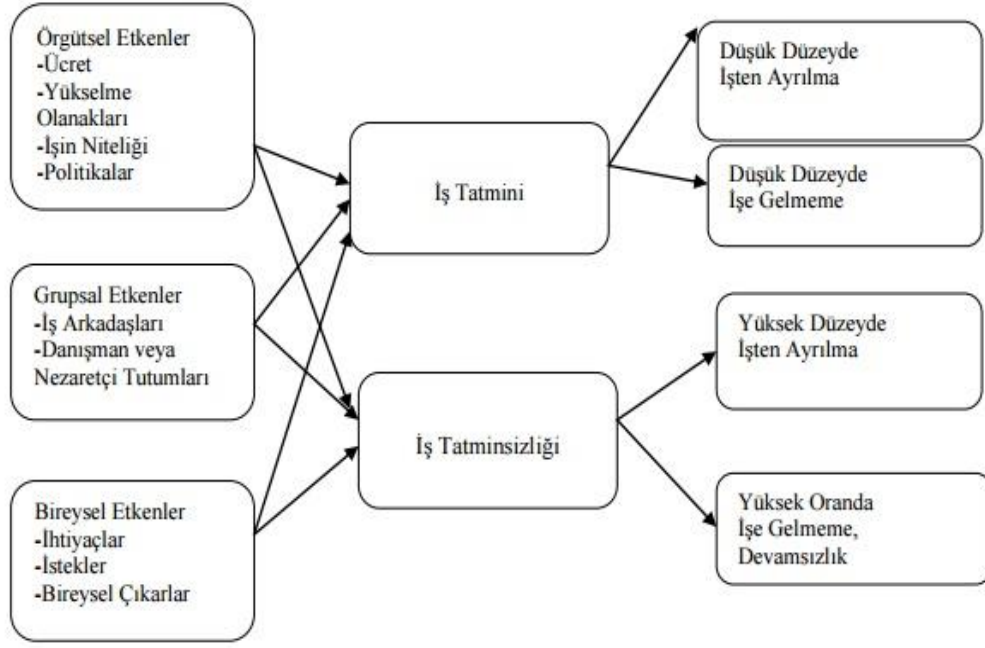 Örgütsel Etkenler
-Ücret
-Yükselme
Olanakları
-İşin Niteliği
-Politikalar
Grupsal Etkenler
-İş Arkadaşları
-Danışman veya
Nezaretçi Tutumları
Bireysel Etkenler
-İhtiyaçlar
-İstekler
-Bireysel Çıkarlar
İş Tatmini
İş Tatminsizliği
Düşük Düzeyde
İşten Ayrılma
Düşük Düzeyde
İşe Gelmeme
Yüksek Düzeyde
İşten Ayrılma
Yüksek Oranda
İşe Gelmeme,
Devamsızlık